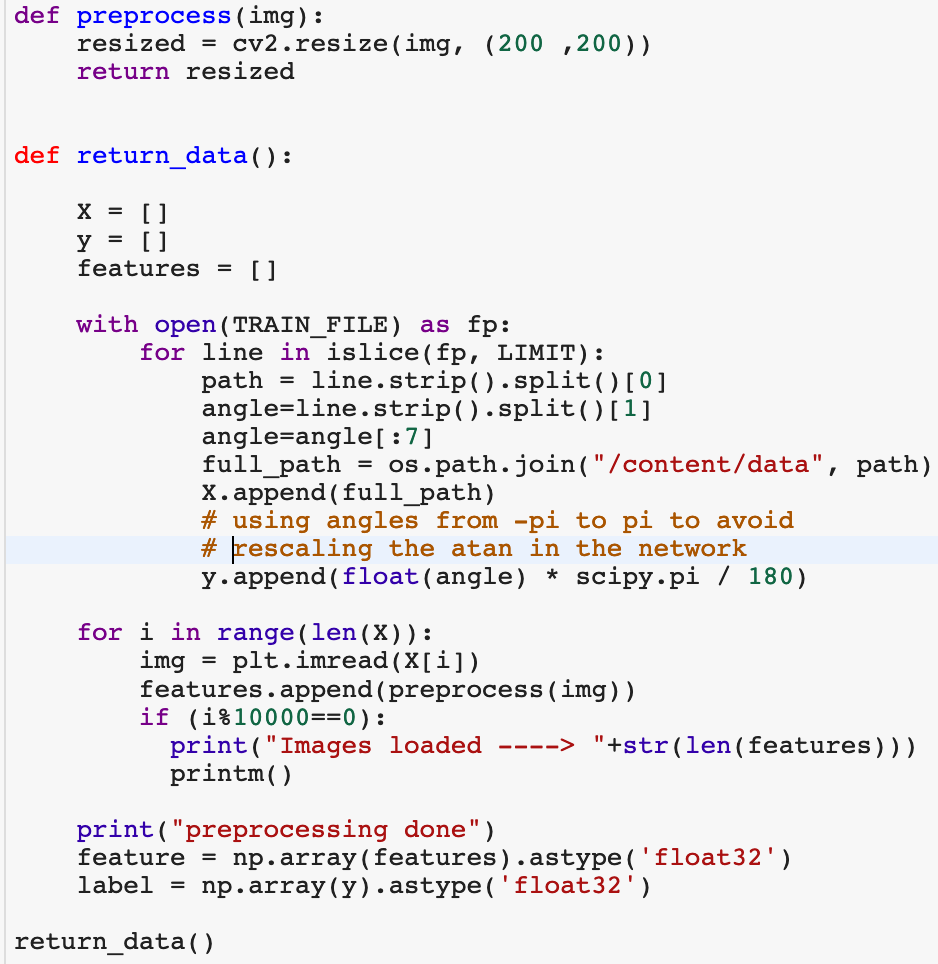 def preprocess(img):
    resized = cv2.resize(img, (200 ,200))
    return resized


def return_data():

    X = []
    y = []
    features = []

    with open(TRAIN_FILE) as fp:
        for line in islice(fp, LIMIT):
            path = line.strip().split()[0]
            angle=line.strip().split()[1]
            angle=angle[:7]
            full_path = os.path.join("/content/data", path)
            X.append(full_path)
            # using angles from -pi to pi to avoid
            # rescaling the atan in the network
            y.append(float(angle) * scipy.pi / 180)

    for i in range(len(X)):
        img = plt.imread(X[i])
        features.append(preprocess(img))
        if (i%10000==0):
          print("Images loaded ----> "+str(len(features)))
          printm()

    print("preprocessing done")
    feature = np.array(features).astype('float32')
    label = np.array(y).astype('float32')

return_data()